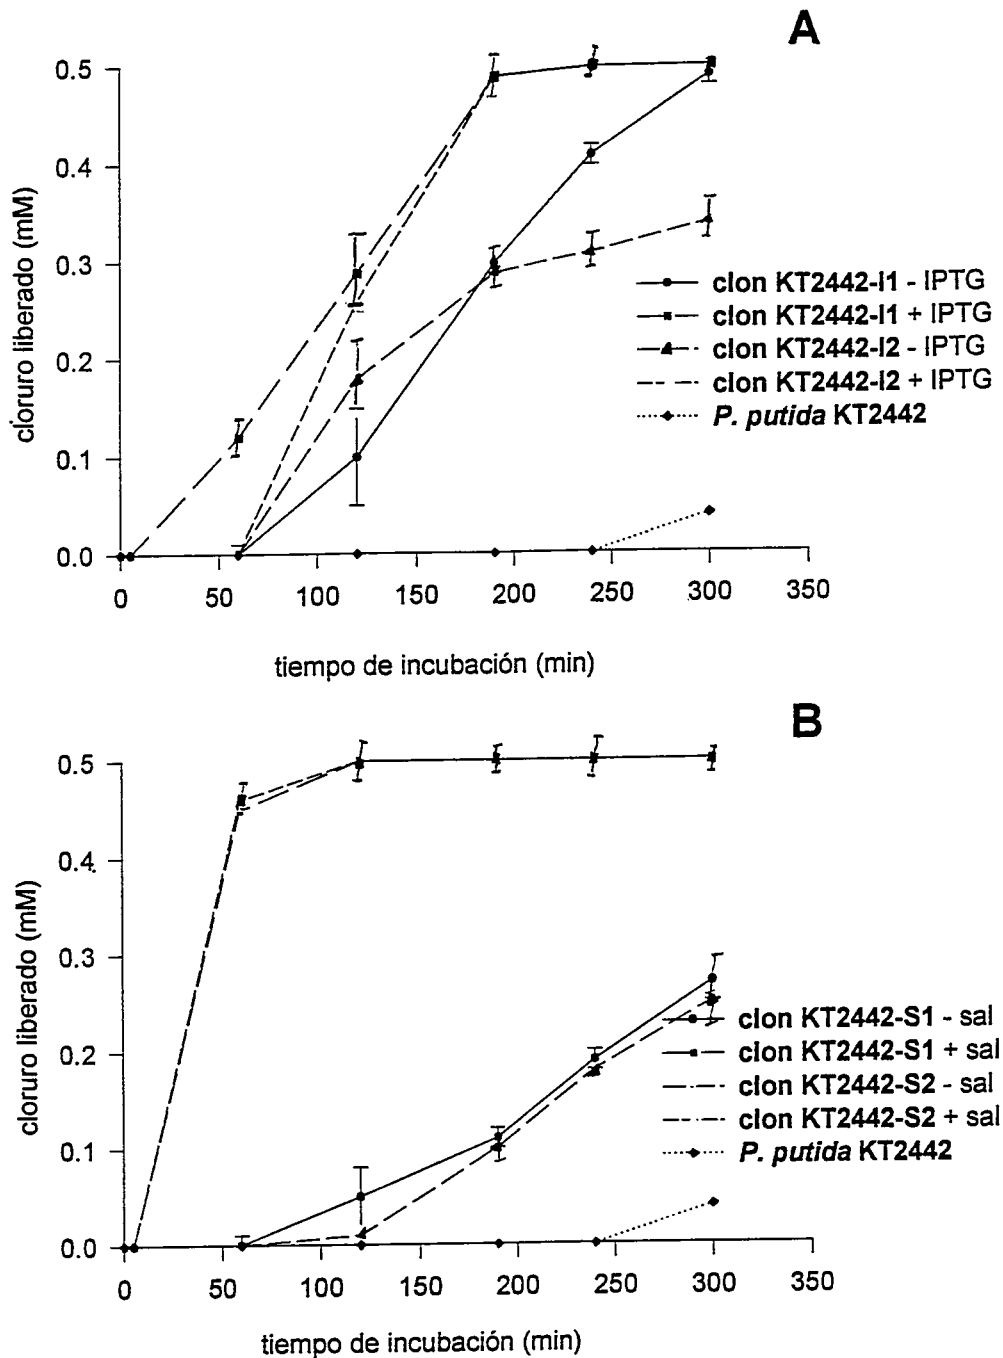 A
0.5
0.4
0.3
0.2
0.1
0.0
cloruro liberado (mM)
clon KT2442-I1 - IPTG
clon KT2442-I1 + IPTG
clon KT2442-I2 - IPTG
clon KT2442-I2 + IPTG
P. putida KT2442
0 50 100 150 200 250 300 350
tiempo de incubación (min)
B
0.5
0.4
0.3
0.2
0.1
0.0
cloruro liberado (mM)
clon KT2442-S1 - sal
clon KT2442-S1 + sal
clon KT2442-S2 - sal
clon KT2442-S2 + sal
P. putida KT2442
0 50 100 150 200 250 300 350
tiempo de incubación (min)